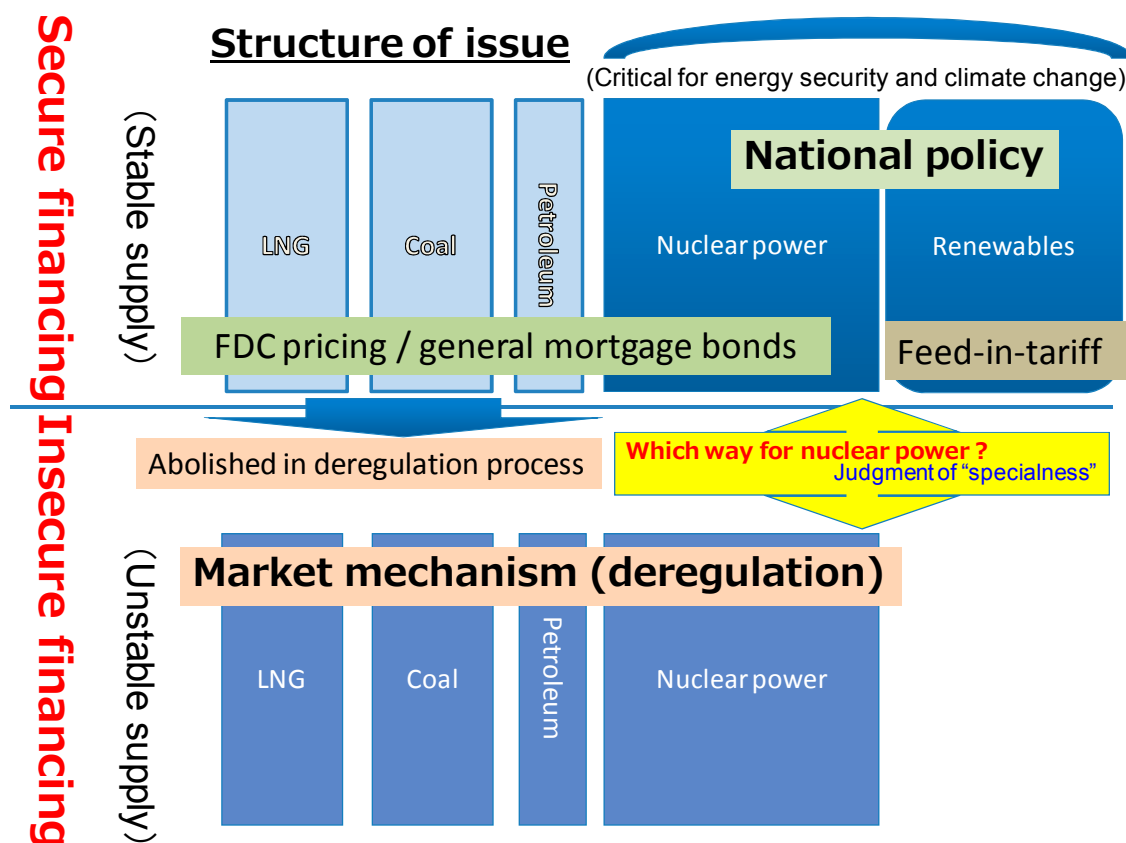 Structure of issue
(Critical for energy security and climate change)
Secure financing
(Stable supply)
National policy
LNG
Coal
Petroleum
Nuclear power
Renewables
FDC pricing / general mortgage bonds
Feed-in-tariff
Abolished in deregulation process
Which way for nuclear power ?
Judgment of “specialness”
Insecure financing
(Unstable supply)
Market mechanism (deregulation)
LNG
Coal
Petroleum
Nuclear power